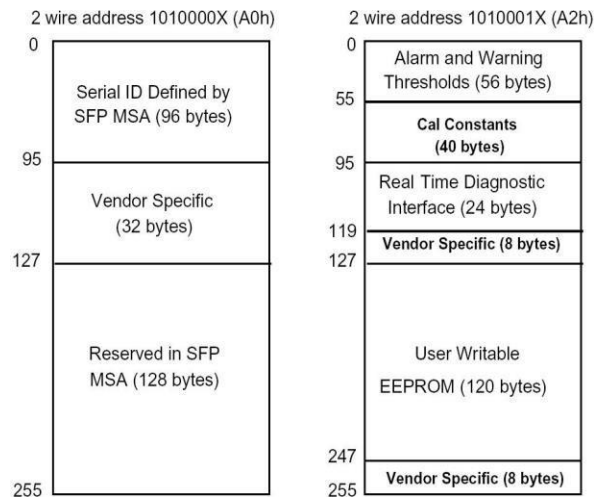 2 wire address 1010000X (A0h)
0
Serial ID Defined by
SFP MSA (96 bytes)
95
Vendor Specific
(32 bytes)
127
Reserved in SFP
MSA (128 bytes)
255
2 wire address 1010001X (A2h)
0
Alarm and Warning
Thresholds (56 bytes)
55
Cal Constants
(40 bytes)
95
Real Time Diagnostic
Interface (24 bytes)
119
Vendor Specific (8 bytes)
127
User Writable
EEPROM (120 bytes)
247
Vendor Specific (8 bytes)
255